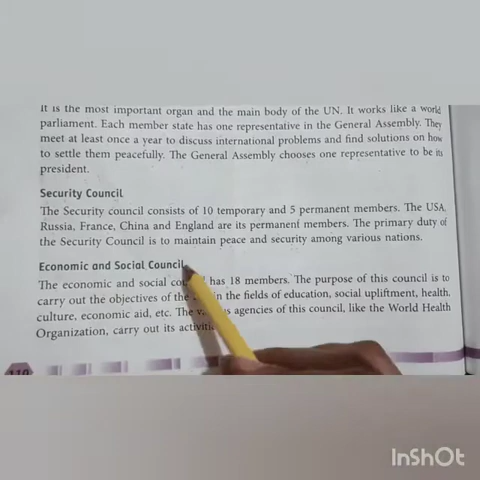 It is the most important organ and the main body of the UN. It works like a world
parliament. Each member state has one representative in the General Assembly. They
meet at least once a year to discuss international problems and find solutions on how
to settle them peacefully. The General Assembly chooses one representative to be its
president.
Security Council
The Security council consists of 10 temporary and 5 permanent members. The USA,
Russia, France, China and England are its permanent members. The primary duty of
the Security Council is to maintain peace and security among various nations.
Economic and Social Council
The economic and social has 18 members. The purpose of this council is to
carry out the objectives of the in the fields of education, social upliftment, health,
culture, economic aid, etc. The agencies of this council, like the World Health
Organization, carry out its
110
InShOt